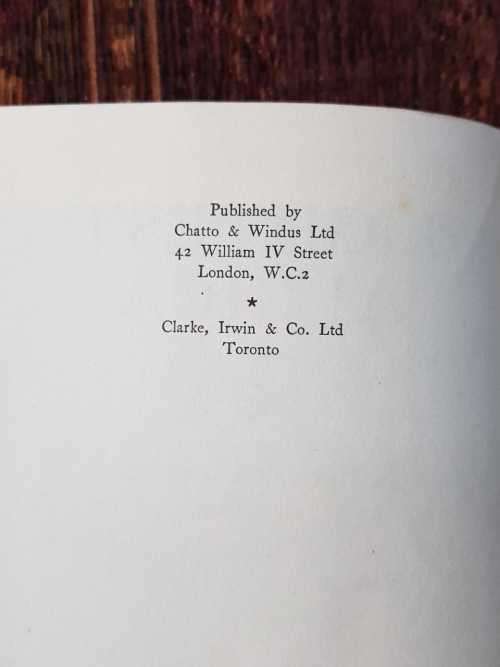 Published by
Chatto & Windus Ltd
42 William IV Street
London, W.C.2
*
Clarke, Irwin & Co. Ltd
Toronto